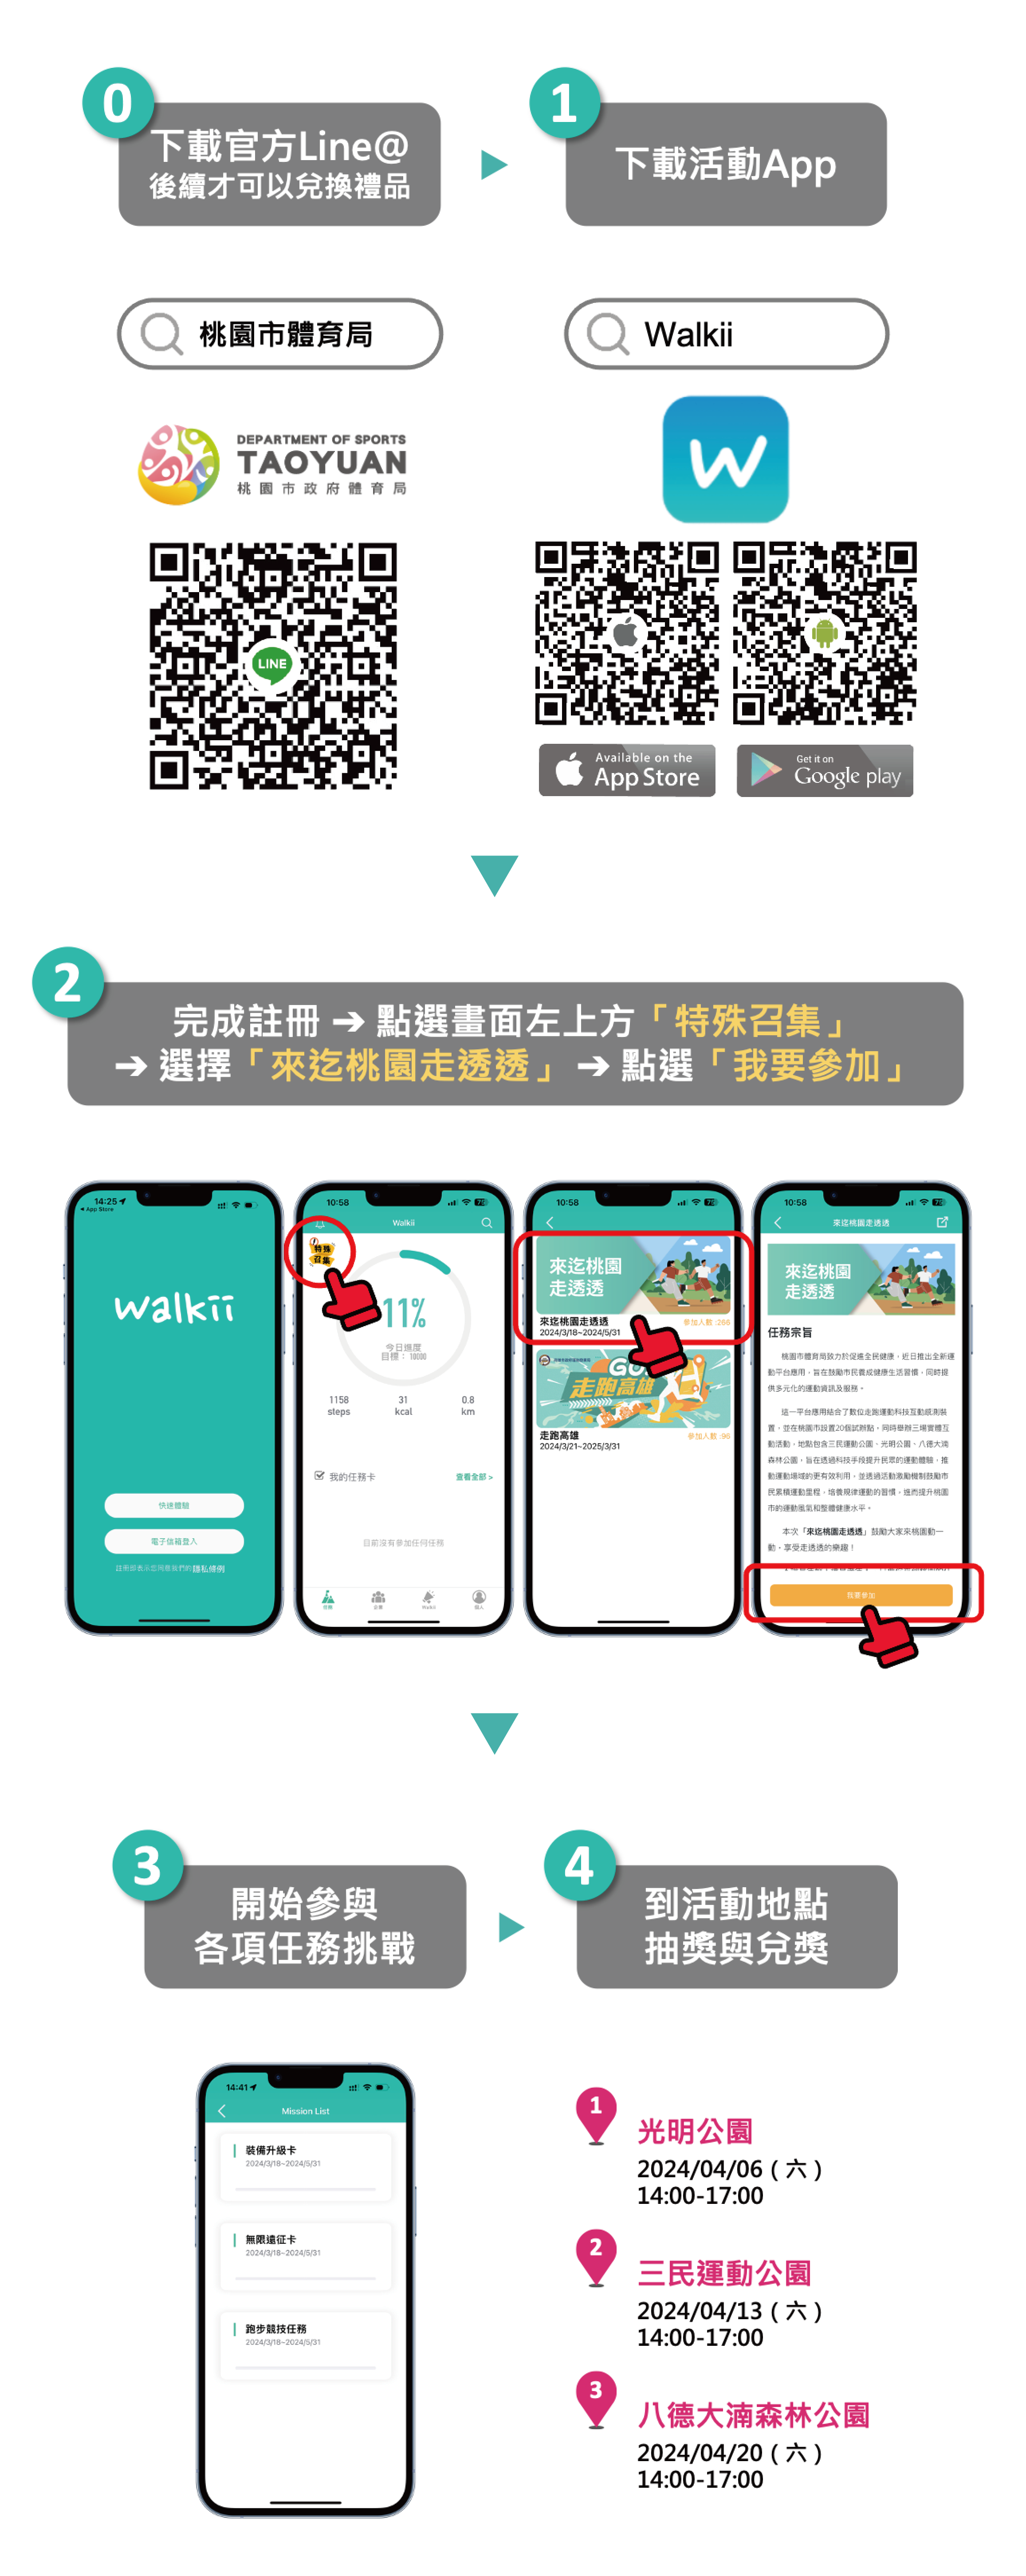 0
下載官方Line@
後續才可以兌換禮品
1
下載活動App
桃園市體育局
Walkii
DEPARTMENT OF SPORTS
TAOYUAN
桃園市政府體育局
W
LINE
Available on the
App Store
Get it on
Google play
2
完成註冊 ➔ 點選畫面左上方「特殊召集」
➔ 選擇「來迄桃園走透透」 ➔ 點選「我要參加」
14:25
App Store
walkii
快速體驗
電子信箱登入
註冊即表示您同意我們的隱私條例
10:58
Walkii
特殊
召集
11%
今日進度
目標： 10000
1158
steps
31
kcal
0.8
km
我的任務卡
查看全部 >
目前沒有參加任何任務
任務
企業
Walkii
個人
10:58
來迄桃園
走透透
來迄桃園走透透
參加人數 :266
2024/3/18~2024/5/31
GO
走跑高雄
走跑高雄
參加人數 :90
2024/3/21~2025/3/31
10:58
來迄桃園走透透
來迄桃園
走透透
任務宗旨
桃園市體育局致力於促進全民健康，近日推出全新運
動平台應用，旨在鼓勵市民養成健康生活習慣，同時提
供多元化的運動資訊及服務。
這一平台應用結合了數位走跑運動科技互動感測裝
置，並在桃園市設置20個試辦點，同時舉辦三場實體互
動活動，地點包含三民運動公園、光明公園、八德大湳
森林公園，旨在透過科技手段提升民眾的運動體驗，推
動運動場域的更有效利用，並透過活動激勵機制鼓勵市
民累積運動里程，培養規律運動的習慣，進而提升桃園
市的運動風氣和整體健康水平。
本次「來迄桃園走透透」鼓勵大家來桃園動一
動，享受走透透的樂趣！
我要參加
3
開始參與
各項任務挑戰
4
到活動地點
抽獎與兌獎
14:41
Mission List
裝備升級卡
2024/3/18~2024/5/31
無限遠征卡
2024/3/18~2024/5/31
跑步競技任務
2024/3/18~2024/5/31
1
光明公園
2024/04/06 ( 六 )
14:00-17:00
2
三民運動公園
2024/04/13 ( 六 )
14:00-17:00
3
八德大湳森林公園
2024/04/20 ( 六 )
14:00-17:00